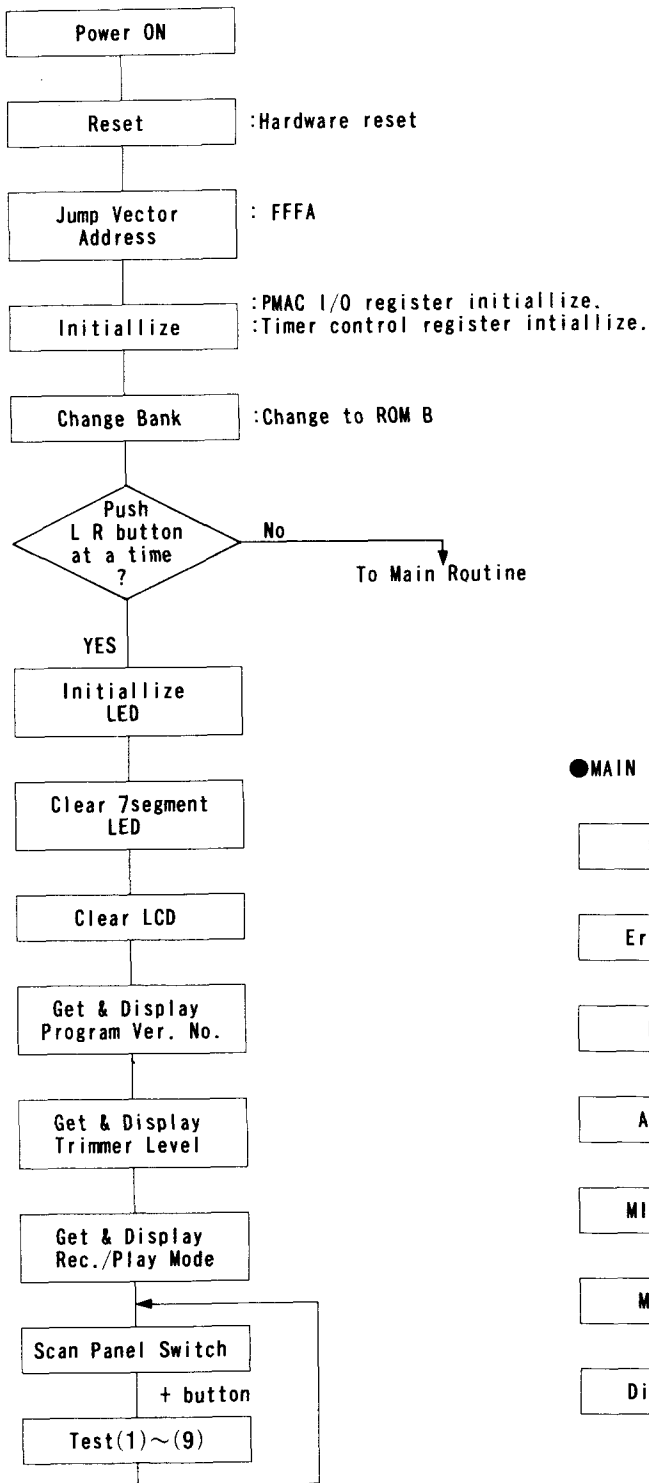 Power ON
Reset
:Hardware reset
Jump Vector
Address
: FFFA
Initiallize
:PMAC I/O register initiallize.
:Timer control register intiallize.
Change Bank
:Change to ROM B
Push
L R button
at a time
?
No
To Main Routine
YES
Initiallize
LED
Clear 7segment
LED
Clear LCD
Get & Display
Program Ver. No.
Get & Display
Trimmer Level
Get & Display
Rec./Play Mode
Scan Panel Switch
+ button
Test(1)~(9)
●MAIN
Er
A
MI
M
Di